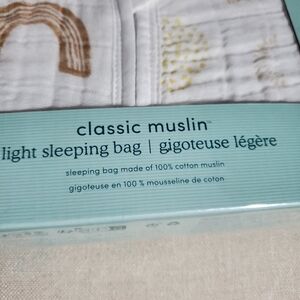 classic muslin™
light sleeping bag | gigoteuse légère
sleeping bag made of 100% cotton muslin
gigoteuse en 100 % mousseline de coton